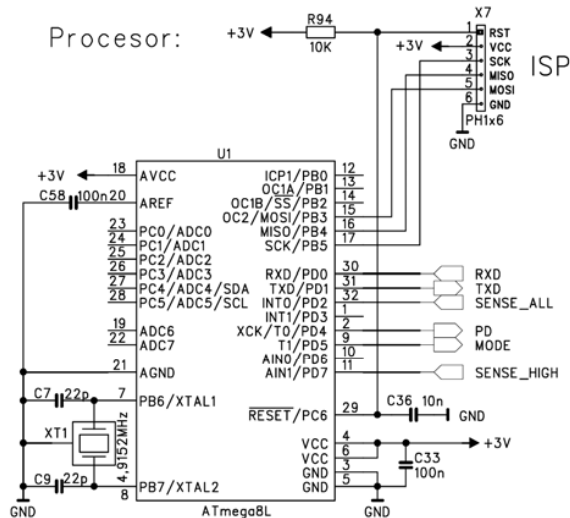 Procesor:
+3V
R94
10K
X7
1 RST
2 VCC
3 SCK
4 MISO
5 MOSI
6 GND
PH1x6
ISP
+3V
GND
U1
+3V
18 AVCC
C58 100n
20 AREF
23 PC0/ADC0
24 PC1/ADC1
25 PC2/ADC2
26 PC3/ADC3
27 PC4/ADC4/SDA
28 PC5/ADC5/SCL
19 ADC6
22 ADC7
21 AGND
C7 22p
7 PB6/XTAL1
XT1
4,9152MHz
C9 22p
8 PB7/XTAL2
GND
ICP1/PB0 12
OC1A/PB1 13
OC1B/SS/PB2 14
OC2/MOSI/PB3 15
MISO/PB4 16
SCK/PB5 17
RXD/PD0 30 RXD
TXD/PD1 31 TXD
INT0/PD2 32 SENSE_ALL
INT1/PD3 1
XCK/T0/PD4 2 PD
T1/PD5 9 MODE
AIN0/PD6 10
AIN1/PD7 11 SENSE_HIGH
RESET/PC6 29
C36 10n
GND
VCC 4
+3V
VCC 6
GND 3
GND 5
C33
100n
GND
ATmega8L